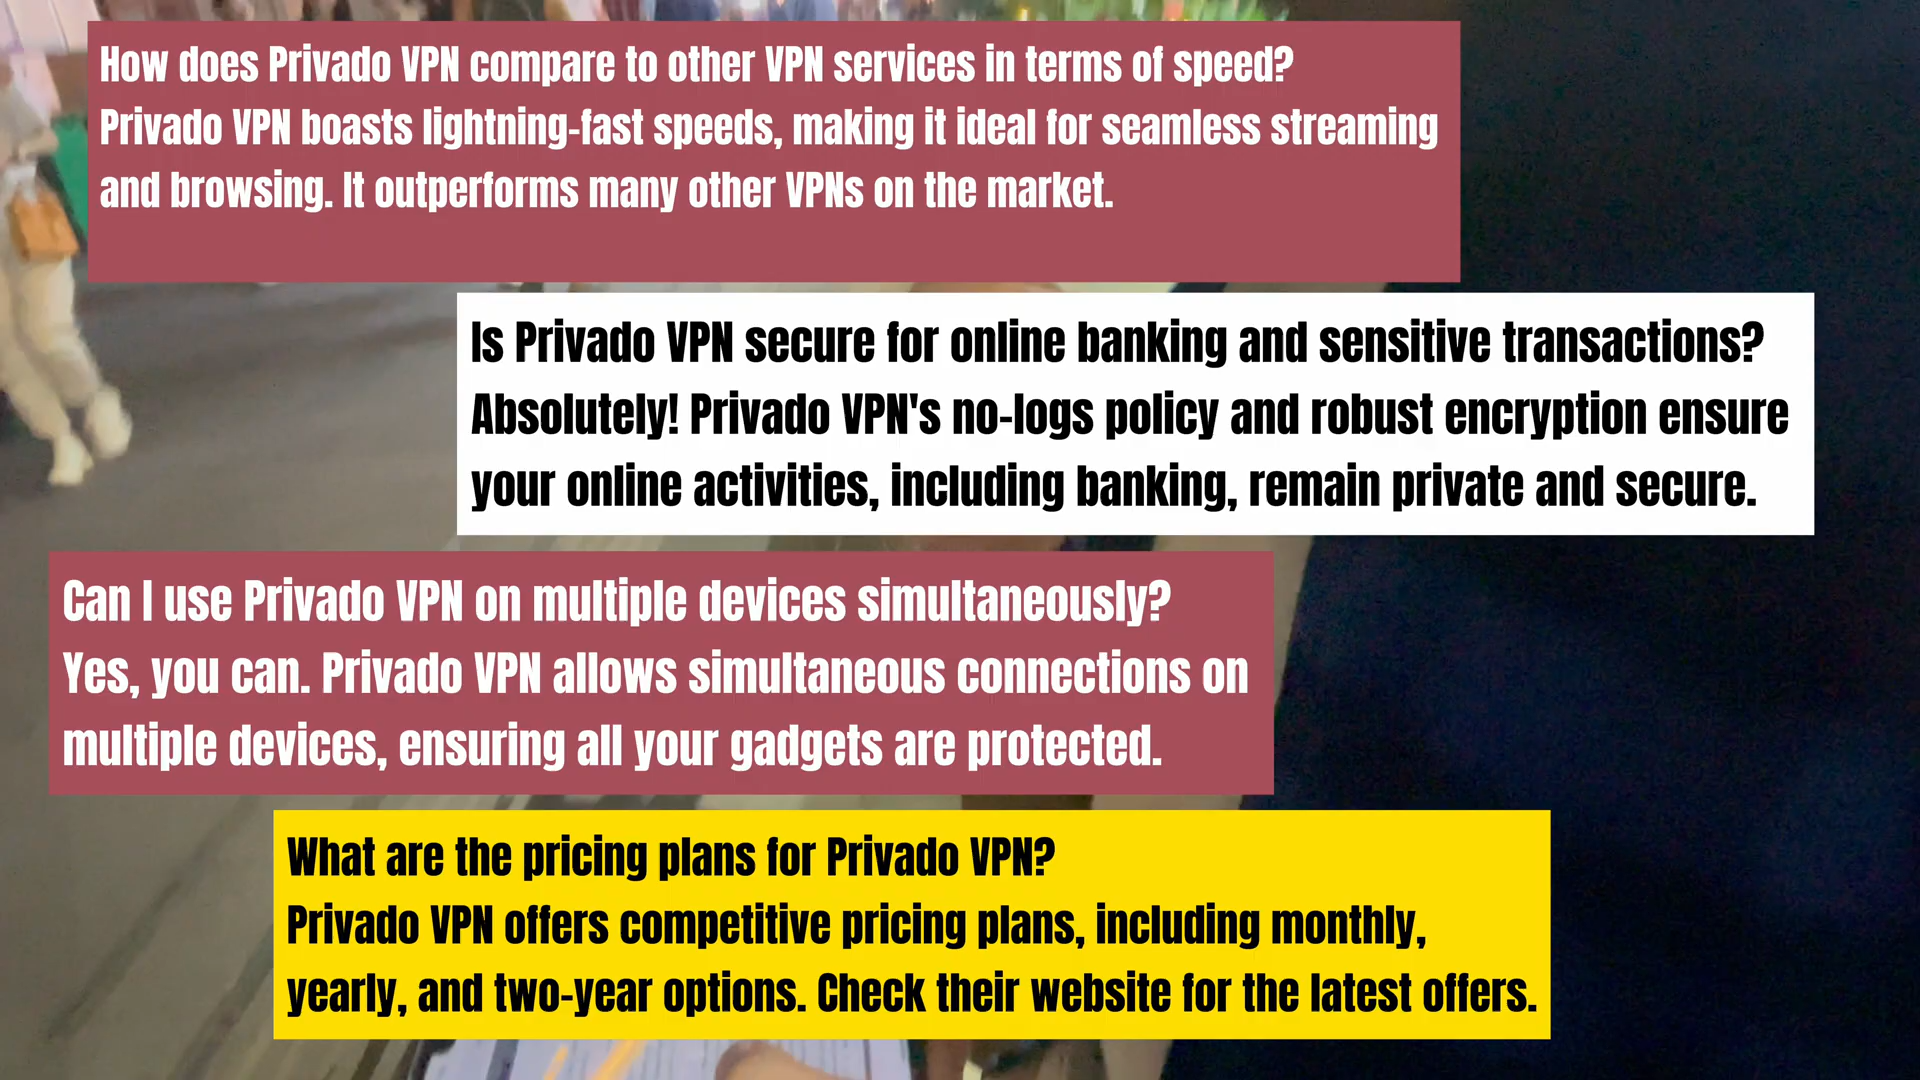 How does Privado VPN compare to other VPN services in terms of speed?
Privado VPN boasts lightning-fast speeds, making it ideal for seamless streaming
and browsing. It outperforms many other VPNs on the market.
Is Privado VPN secure for online banking and sensitive transactions?
Absolutely! Privado VPN's no-logs policy and robust encryption ensure
your online activities, including banking, remain private and secure.
Can I use Privado VPN on multiple devices simultaneously?
Yes, you can. Privado VPN allows simultaneous connections on
multiple devices, ensuring all your gadgets are protected.
What are the pricing plans for Privado VPN?
Privado VPN offers competitive pricing plans, including monthly,
yearly, and two-year options. Check their website for the latest offers.